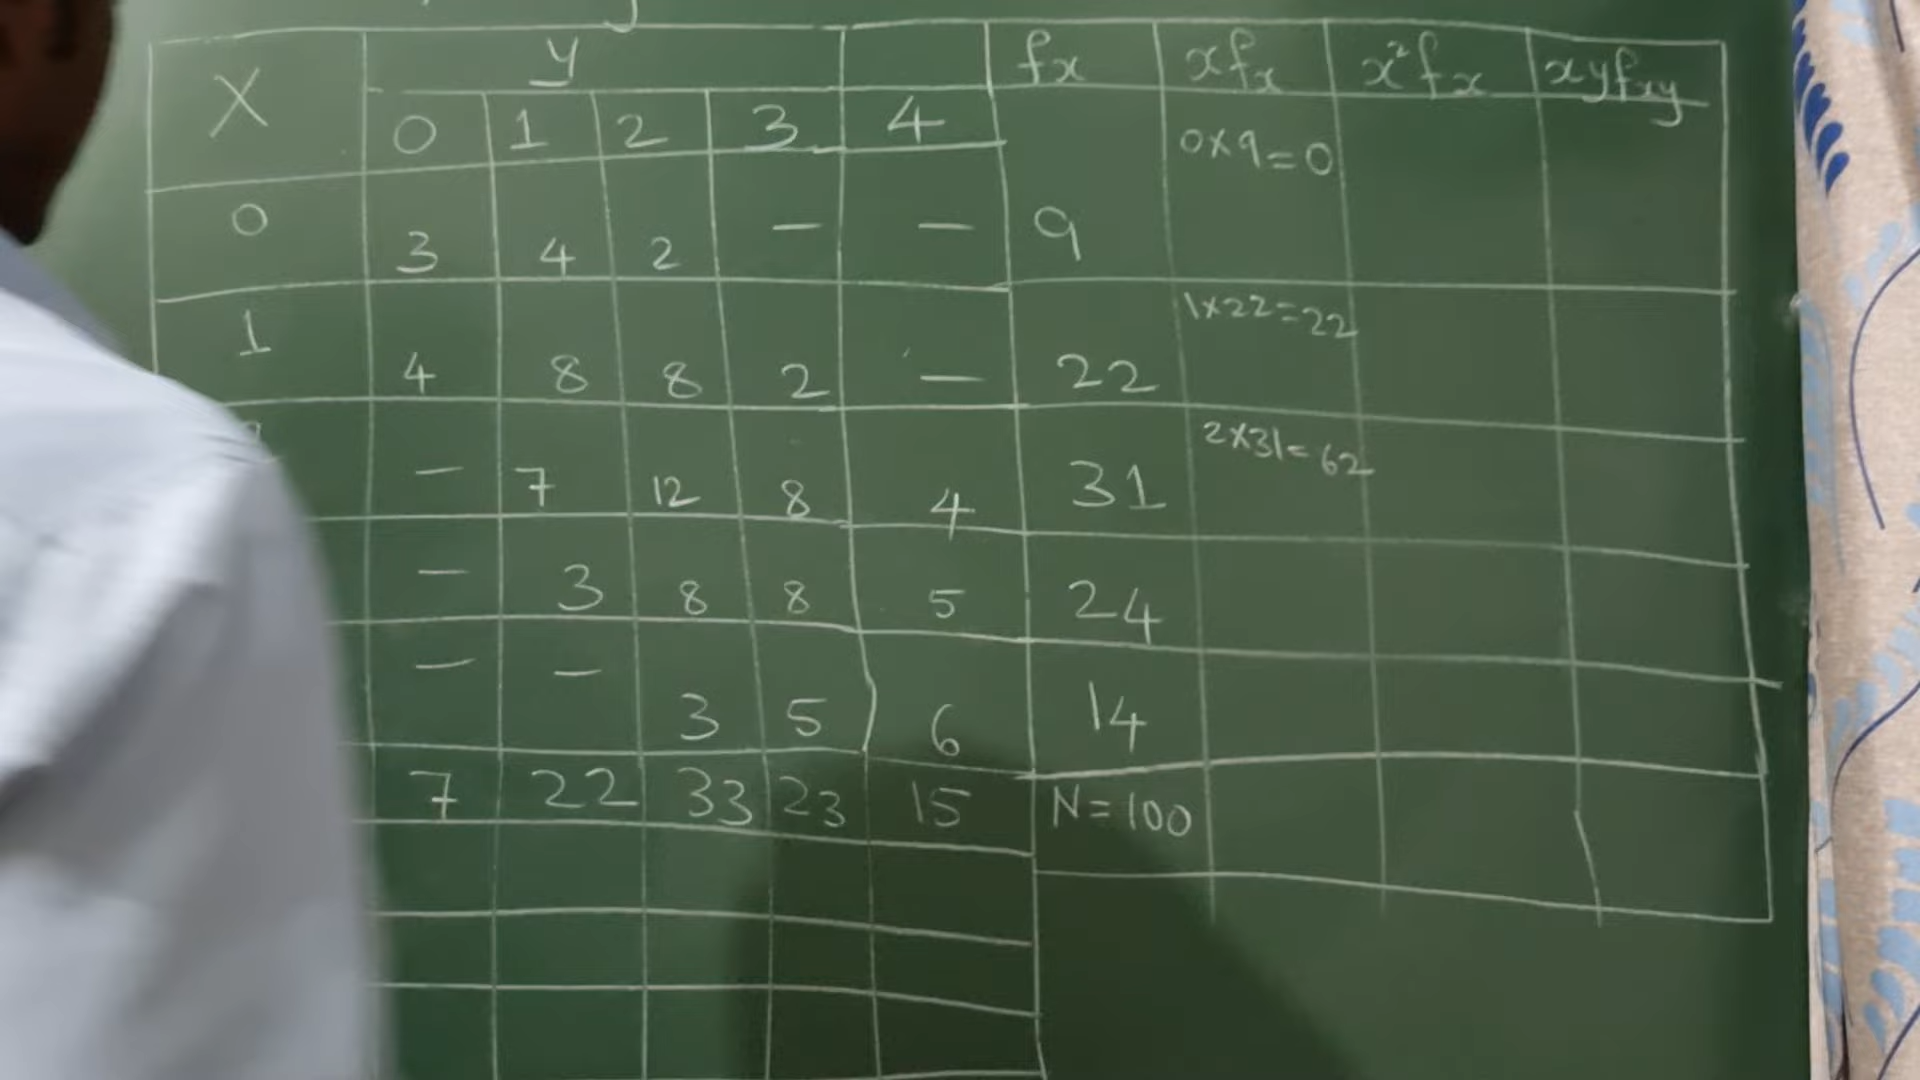 X y fx xfx x²fx xyfxy
0 1 2 3 4
0×9=0
0 3 4 2 — — 9
1×22=22
1 4 8 8 2 — 22
2×31=62
— 7 12 8 4 31
— 3 8 8 5 24
— — 3 5 6 14
7 22 33 23 15 N=100